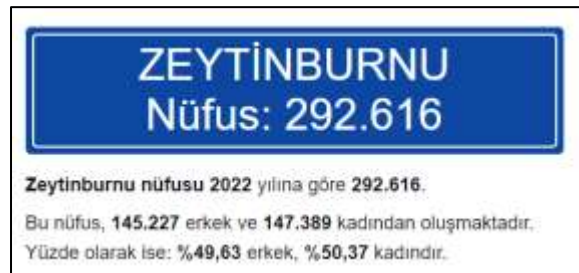 ZEYTİNBURNU
Nüfus: 292.616
Zeytinburnu nüfusu 2022 yılına göre 292.616.
Bu nüfus, 145.227 erkek ve 147.389 kadından oluşmaktadır.
Yüzde olarak ise: %49,63 erkek, %50,37 kadındır.